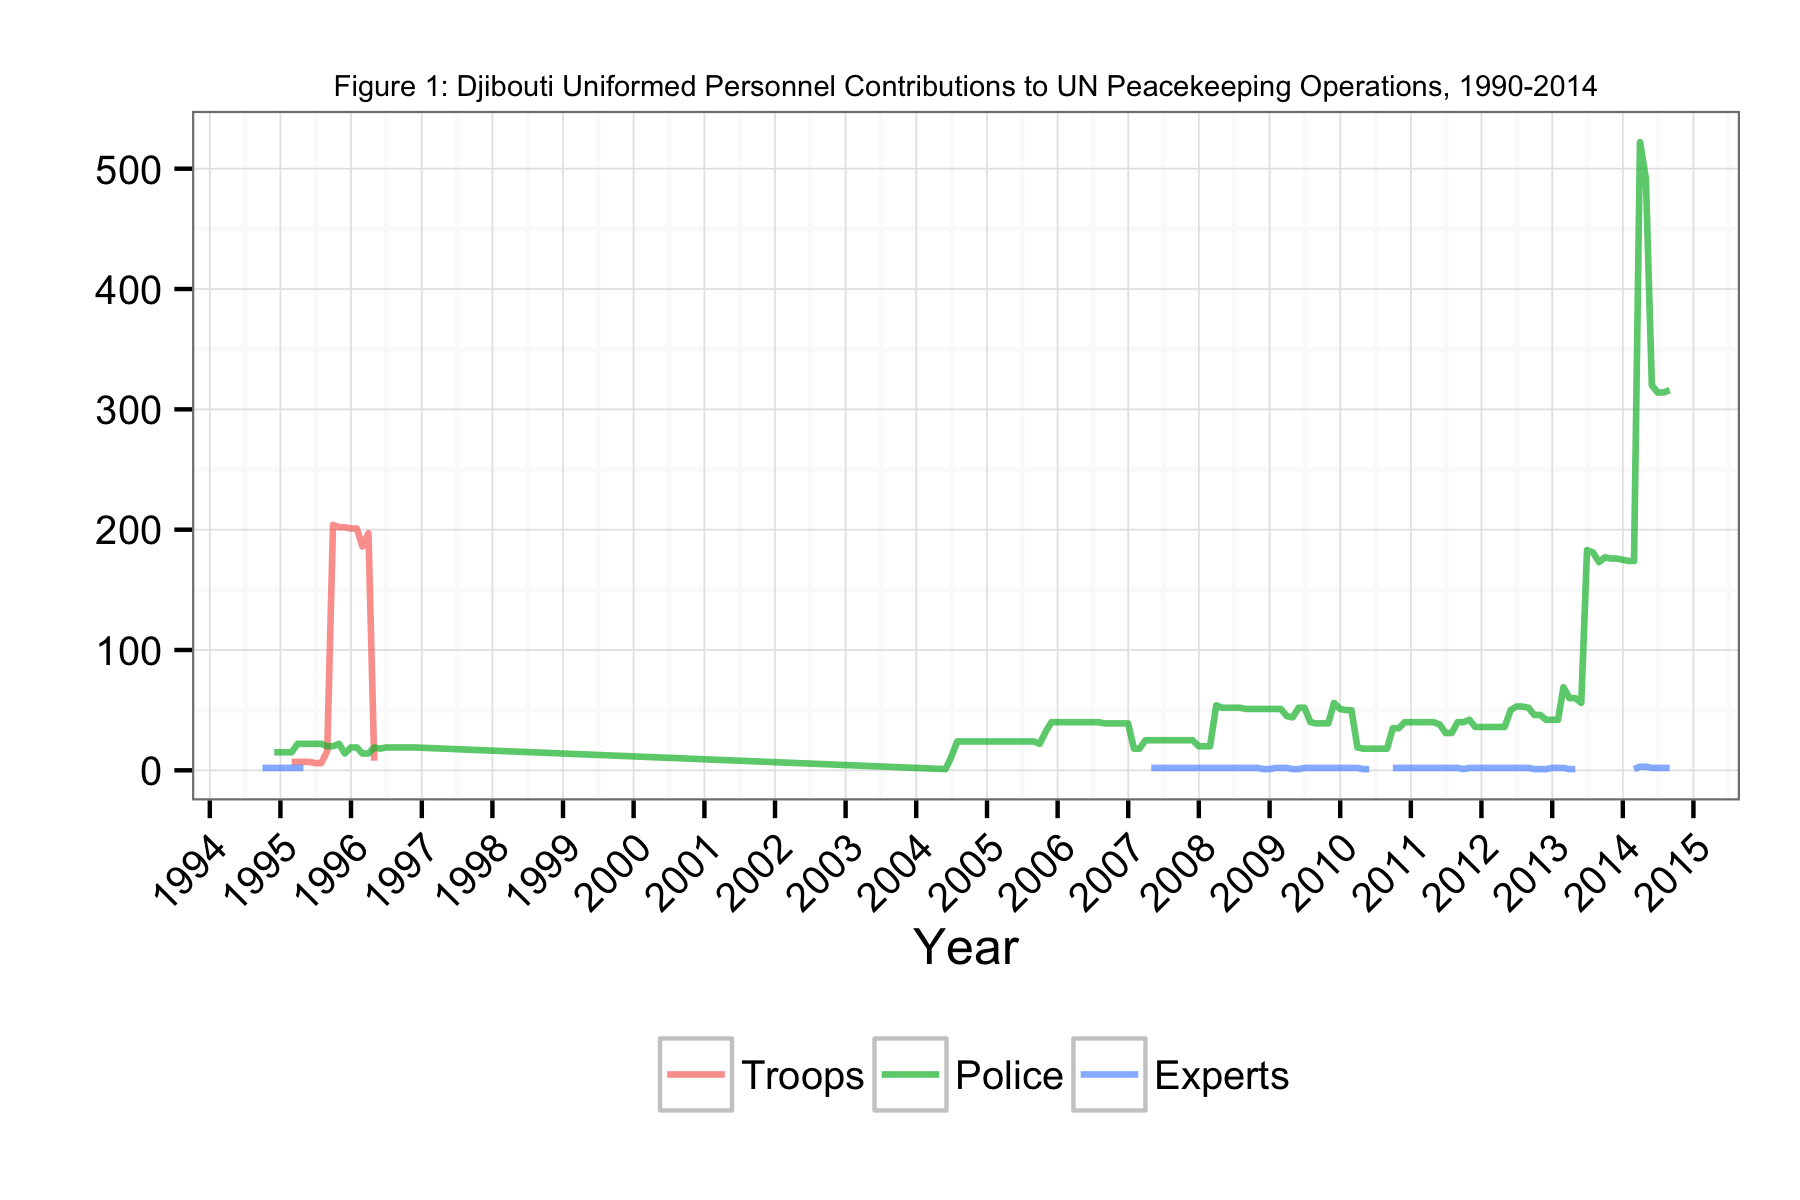 Figure 1: Djibouti Uniformed Personnel Contributions to UN Peacekeeping Operations, 1990-2014
500
400
300
200
100
0
1994 1995 1996 1997 1998 1999 2000 2001 2002 2003 2004 2005 2006 2007 2008 2009 2010 2011 2012 2013 2014 2015
Year
Troops Police Experts